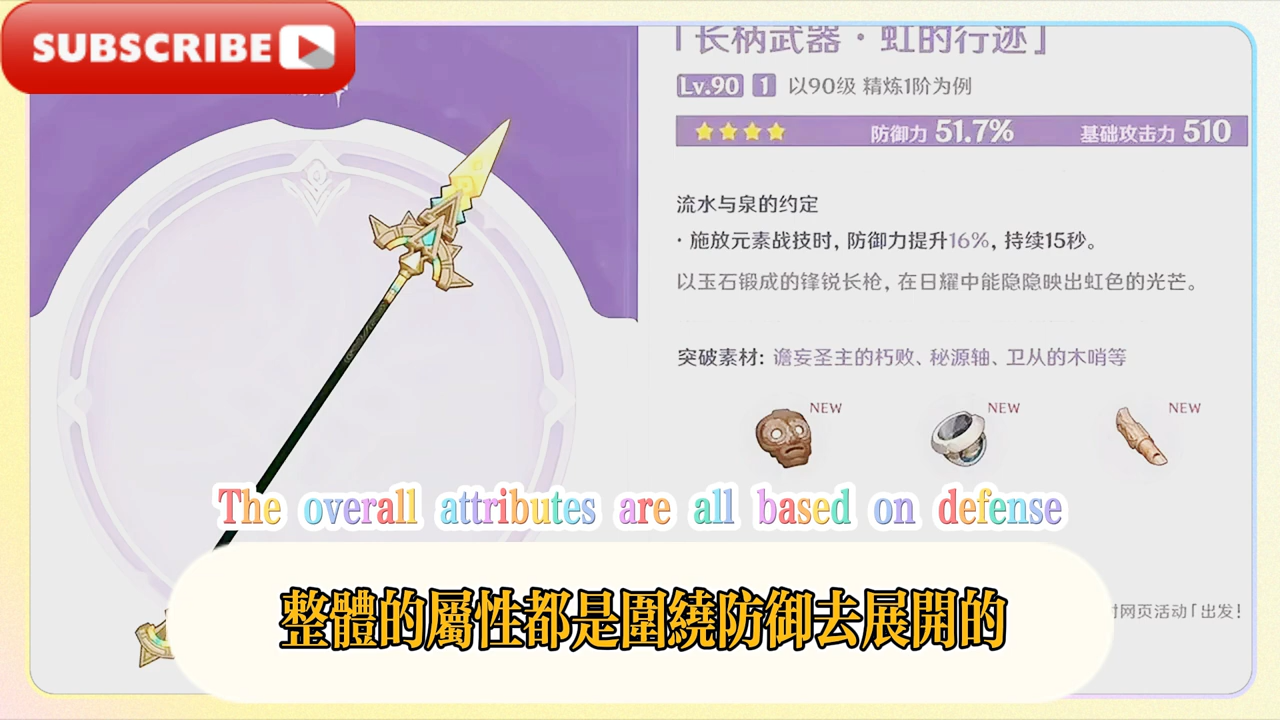 SUBSCRIBE
「长柄武器·虹的行迹」
Lv.90 1 以90级 精炼1阶为例
防御力 51.7% 基础攻击力 510
流水与泉的约定
·施放元素战技时,防御力提升16%,持续15秒。
以玉石锻成的锋锐长枪,在日耀中能隐隐映出虹色的光芒。
突破素材: 谵妄圣主的朽败、秘源轴、卫从的木哨等
NEW NEW NEW
The overall attributes are all based on defense
整體的屬性都是圍繞防御去展開的
网页活动「出发!